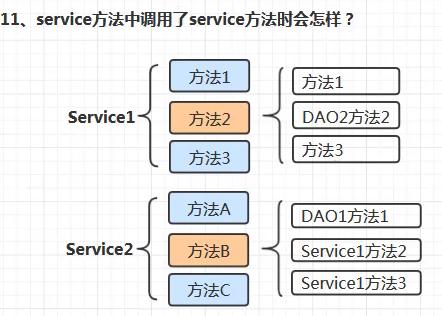 11、service方法中调用了service方法时会怎样？
Service1
方法1
方法2
方法3
方法1
DAO2方法2
方法3
Service2
方法A
方法B
方法C
DAO1方法1
Service1方法2
Service1方法3